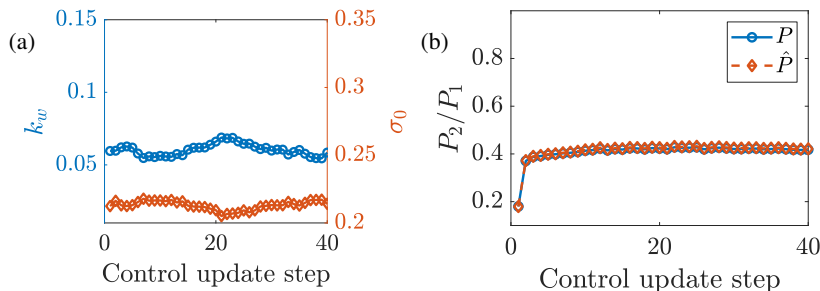 (a)
0.15
0.1
0.05
k_w
0.35
0.3
0.25
0.2
σ_0
0 20 40
Control update step
(b)
0.8
0.6
0.4
0.2
P_2/P_1
P
P̂
0 20 40
Control update step